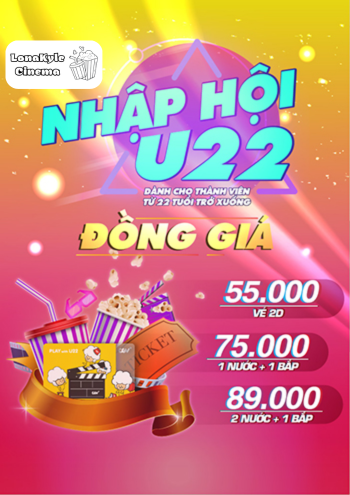 LonaKyle
Cinema
NHẬP HỘI
U22
DÀNH CHO THÀNH VIÊN
TỪ 22 TUỔI TRỞ XUỐNG
ĐỒNG GIÁ
55.000
VÉ 2D
75.000
1 NƯỚC + 1 BẮP
89.000
2 NƯỚC + 1 BẮP
TICKET